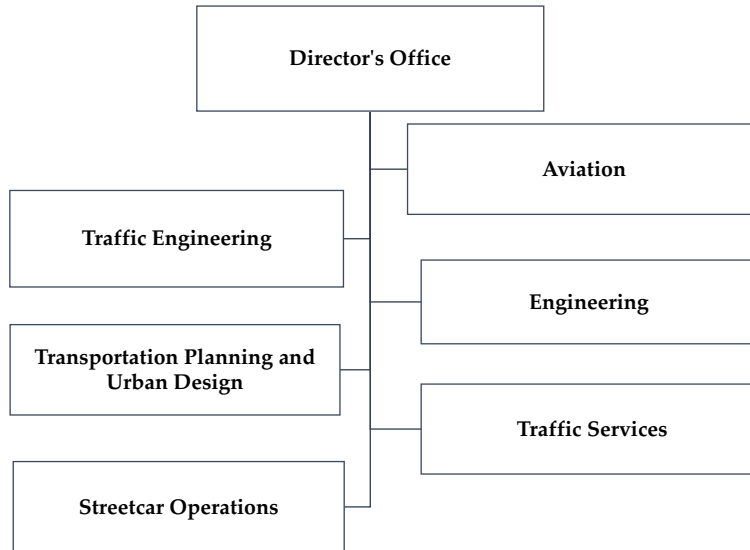 Director's Office
Aviation
Traffic Engineering
Engineering
Transportation Planning and
Urban Design
Traffic Services
Streetcar Operations